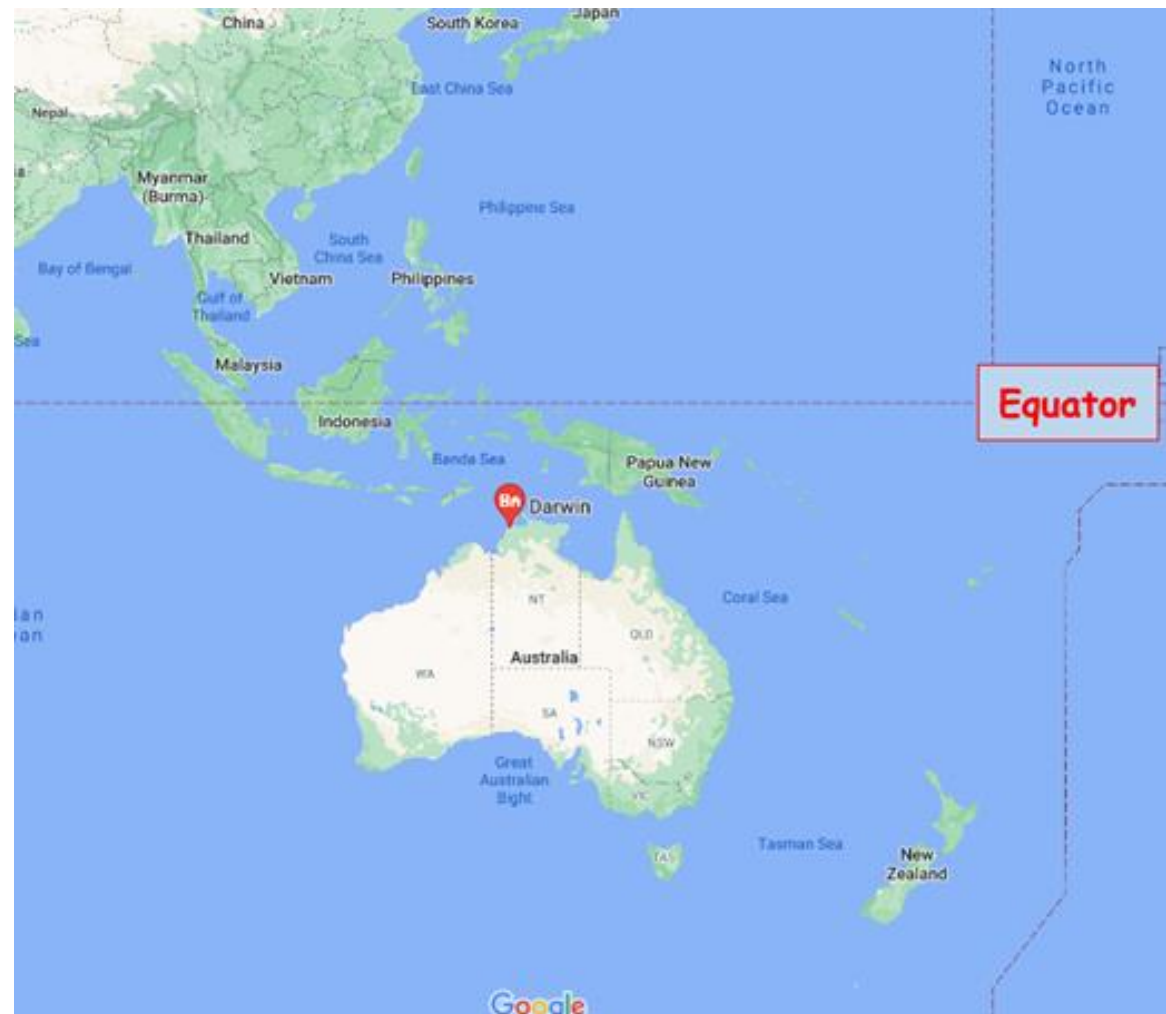 China
South Korea
Japan
East China Sea
North
Pacific
Ocean
Nepal
Myanmar
(Burma)
Philippine Sea
Thailand
South
China Sea
Bay of Bengal
Vietnam
Philippines
Gulf of
Thailand
Sea
Malaysia
Equator
Indonesia
Banda Sea
Papua New
Guinea
Darwin
NT
Coral Sea
QLD
Australia
WA
SA
NSW
Great
Australian
Bight
VIC
Tasman Sea
TAS
New
Zealand
Google